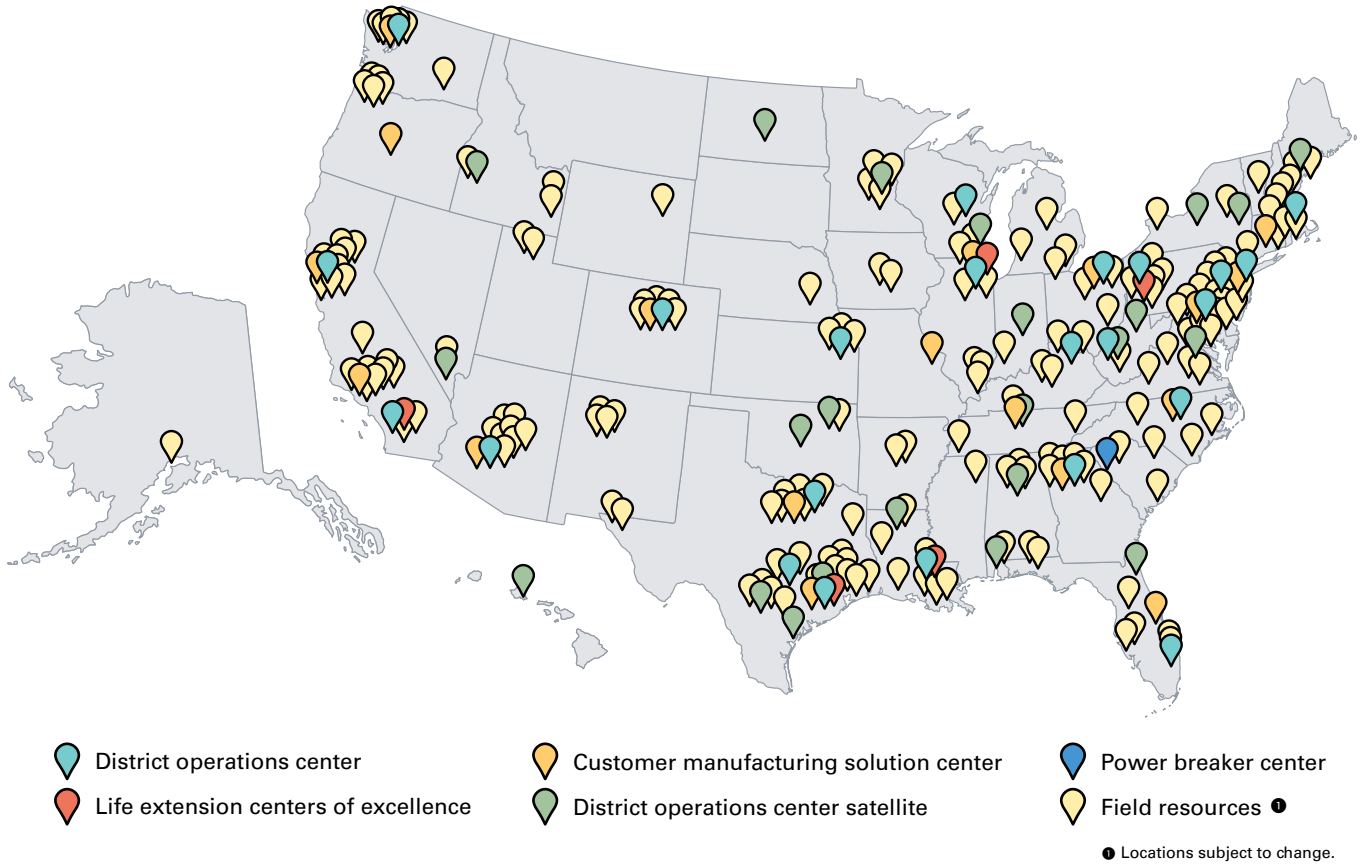 District operations center
Customer manufacturing solution center
Power breaker center
Life extension centers of excellence
District operations center satellite
Field resources ❶
❶ Locations subject to change.